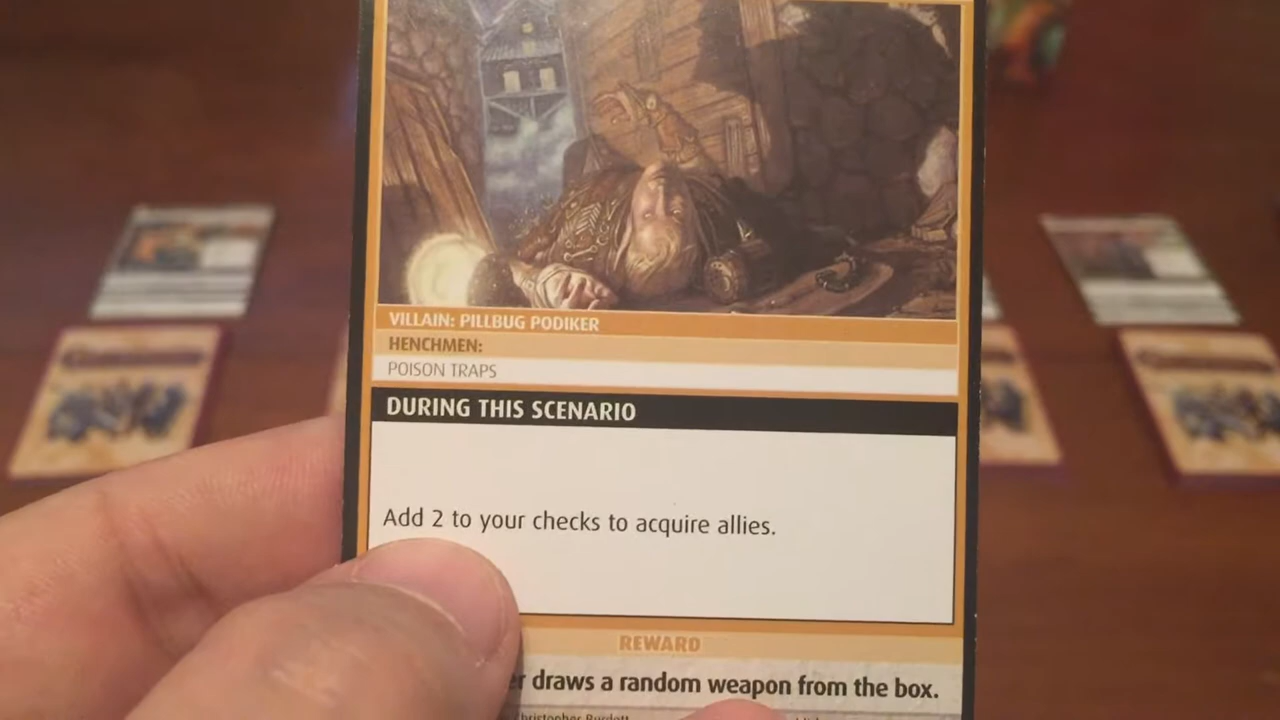 VILLAIN: PILLBUG PODIKER
HENCHMEN:
POISON TRAPS
DURING THIS SCENARIO
Add 2 to your checks to acquire allies.
REWARD
draws a random weapon from the box.